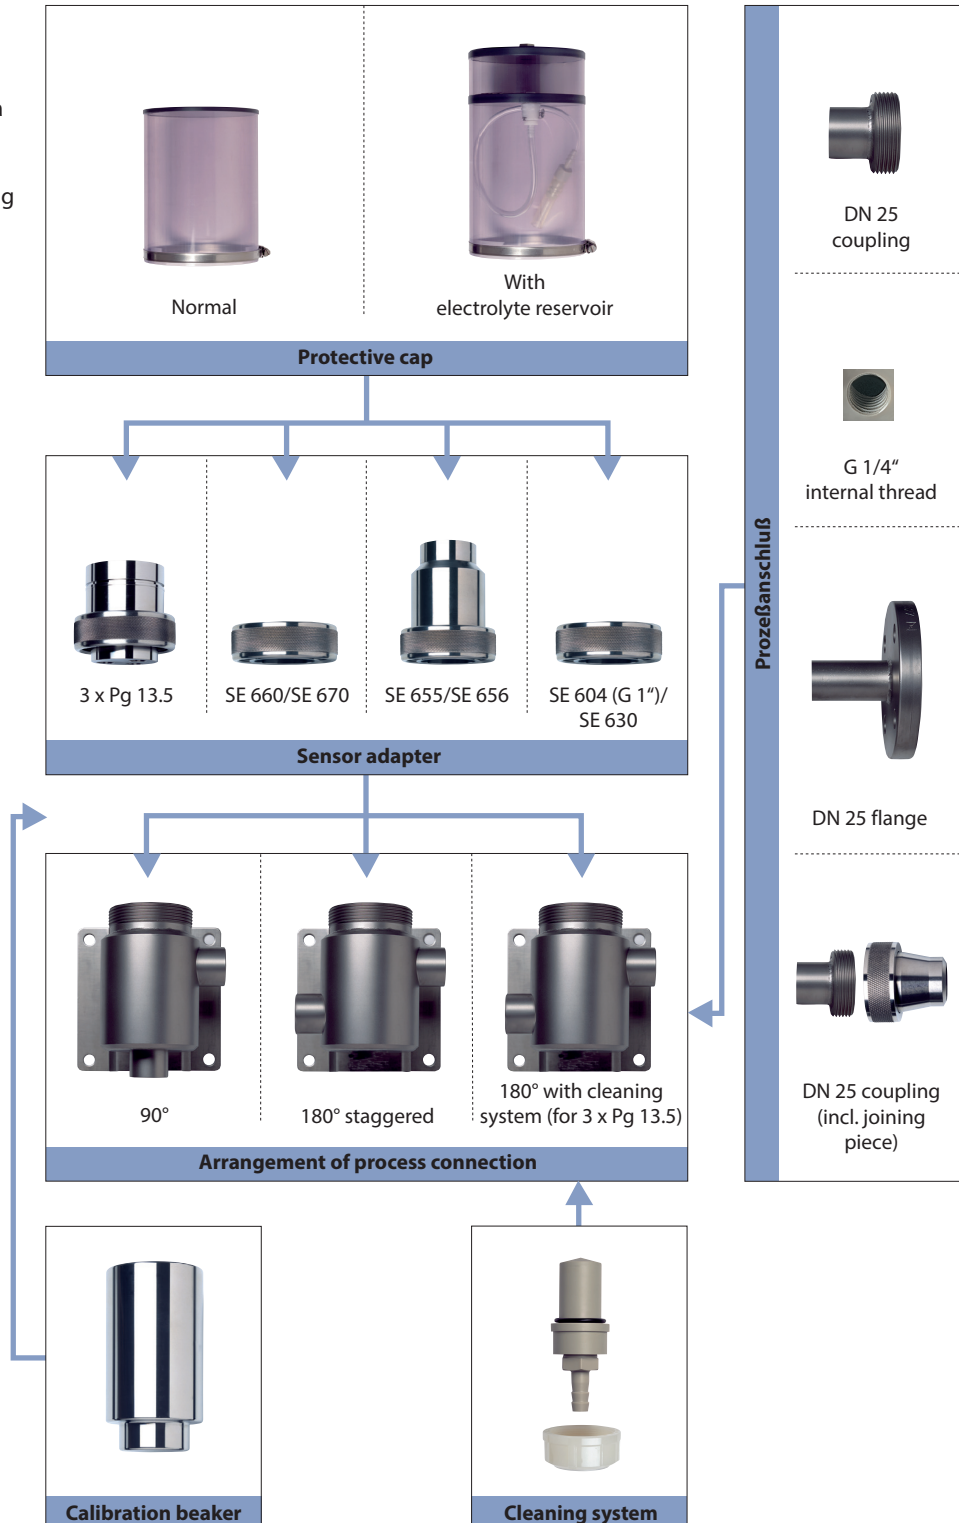 g
Normal
With
electrolyte reservoir
Protective cap
3 x Pg 13.5
SE 660/SE 670
SE 655/SE 656
SE 604 (G 1“)/
SE 630
Sensor adapter
90°
180° staggered
180° with cleaning
system (for 3 x Pg 13.5)
Arrangement of process connection
Calibration beaker
Cleaning system
Prozeßanschluß
DN 25
coupling
G 1/4“
internal thread
DN 25 flange
DN 25 coupling
(incl. joining
piece)